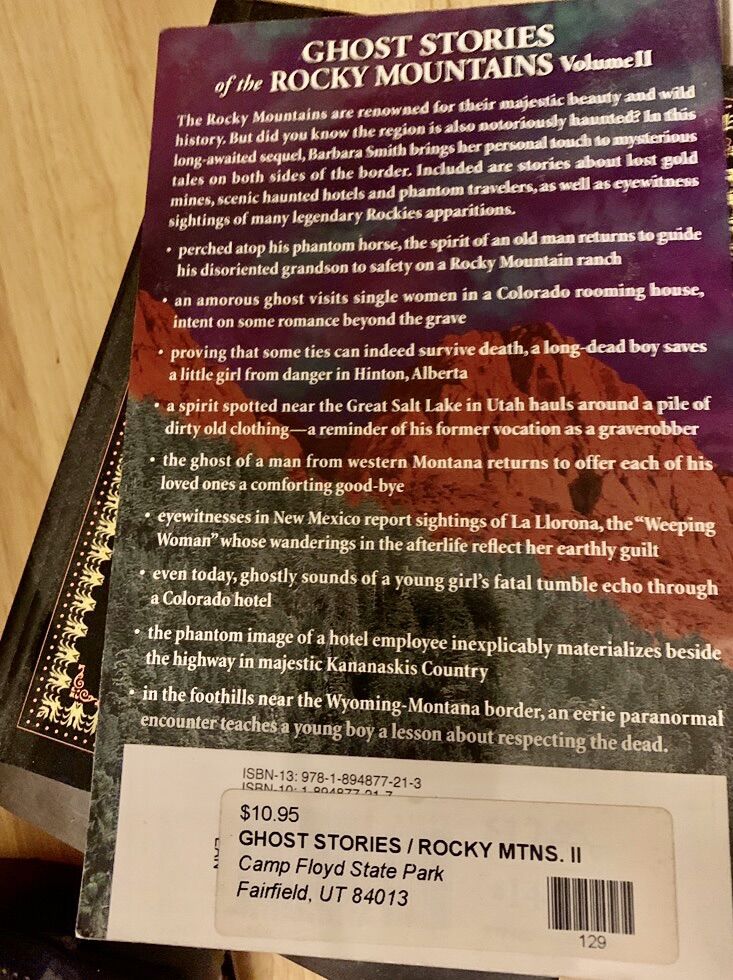 GHOST STORIES
of the ROCKY MOUNTAINS Volume II
The Rocky Mountains are renowned for their majestic beauty and wild
history. But did you know the region is also notoriously haunted? In this
long-awaited sequel, Barbara Smith brings her personal touch to mysterious
tales on both sides of the border. Included are stories about lost gold
mines, scenic haunted hotels and phantom travelers, as well as eyewitness
sightings of many legendary Rockies apparitions.
• perched atop his phantom horse, the spirit of an old man returns to guide
his disoriented grandson to safety on a Rocky Mountain ranch
• an amorous ghost visits single women in a Colorado rooming house,
intent on some romance beyond the grave
• proving that some ties can indeed survive death, a long-dead boy saves
a little girl from danger in Hinton, Alberta
• a spirit spotted near the Great Salt Lake in Utah hauls around a pile of
dirty old clothing—a reminder of his former vocation as a graverobber
• the ghost of a man from western Montana returns to offer each of his
loved ones a comforting good-bye
• eyewitnesses in New Mexico report sightings of La Llorona, the "Weeping
Woman" whose wanderings in the afterlife reflect her earthly guilt
• even today, ghostly sounds of a young girl's fatal tumble echo through
a Colorado hotel
• the phantom image of a hotel employee inexplicably materializes beside
the highway in majestic Kananaskis Country
• in the foothills near the Wyoming-Montana border, an eerie paranormal
encounter teaches a young boy a lesson about respecting the dead.
ISBN-13: 978-1-894877-21-3
ISBN-10: 1-894877-21-7
EAN
$10.95
GHOST STORIES / ROCKY MTNS. II
Camp Floyd State Park
Fairfield, UT 84013
129